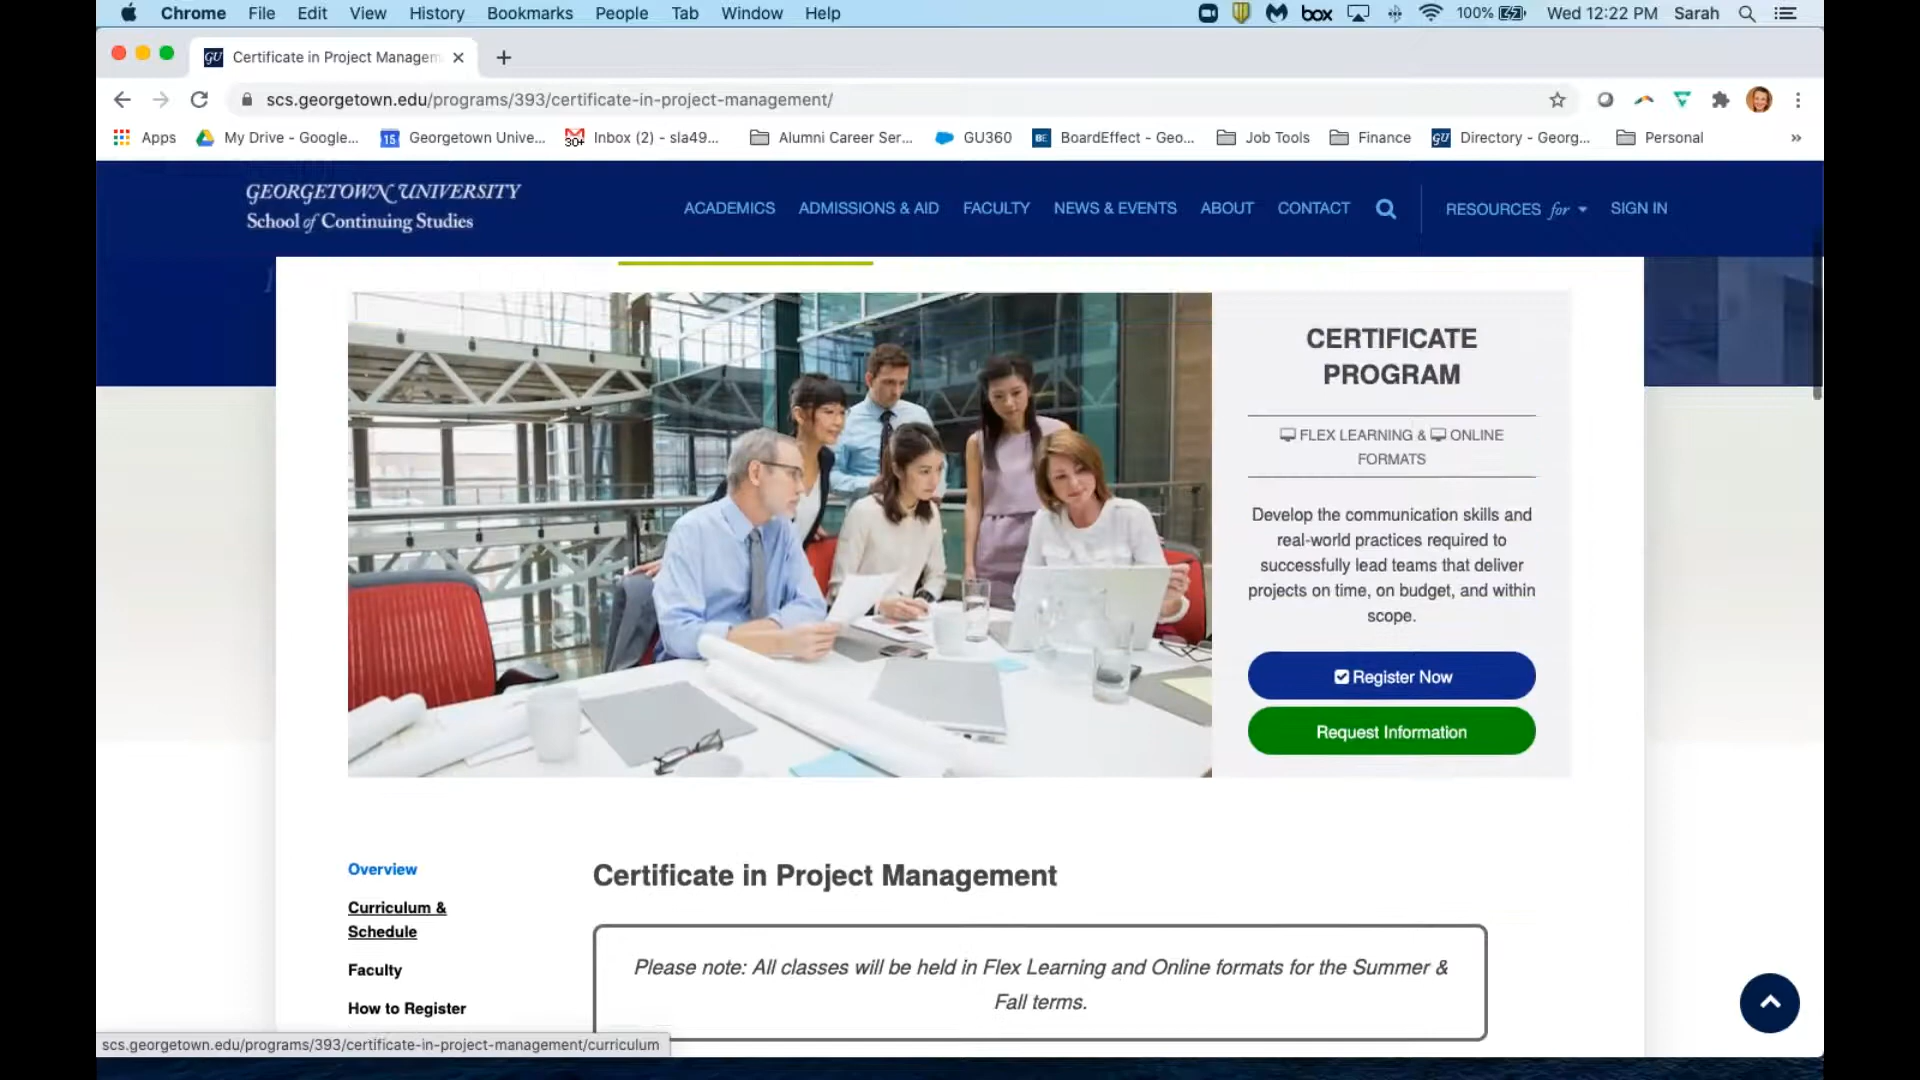 Chrome File Edit View History Bookmarks People Tab Window Help box 100% Wed 12:22 PM Sarah
GU Certificate in Project Managem
scs.georgetown.edu/programs/393/certificate-in-project-management/
Apps My Drive - Google... 15 Georgetown Unive... 30+ Inbox (2) - sla49... Alumni Career Ser... GU360 BE BoardEffect - Geo... Job Tools Finance GU Directory - Georg... Personal »
GEORGETOWN UNIVERSITY
School of Continuing Studies
ACADEMICS ADMISSIONS & AID FACULTY NEWS & EVENTS ABOUT CONTACT RESOURCES for SIGN IN
CERTIFICATE
PROGRAM
FLEX LEARNING & ONLINE
FORMATS
Develop the communication skills and
real-world practices required to
successfully lead teams that deliver
projects on time, on budget, and within
scope.
Register Now
Request Information
Overview
Curriculum &
Schedule
Faculty
How to Register
Certificate in Project Management
Please note: All classes will be held in Flex Learning and Online formats for the Summer &
Fall terms.
scs.georgetown.edu/programs/393/certificate-in-project-management/curriculum